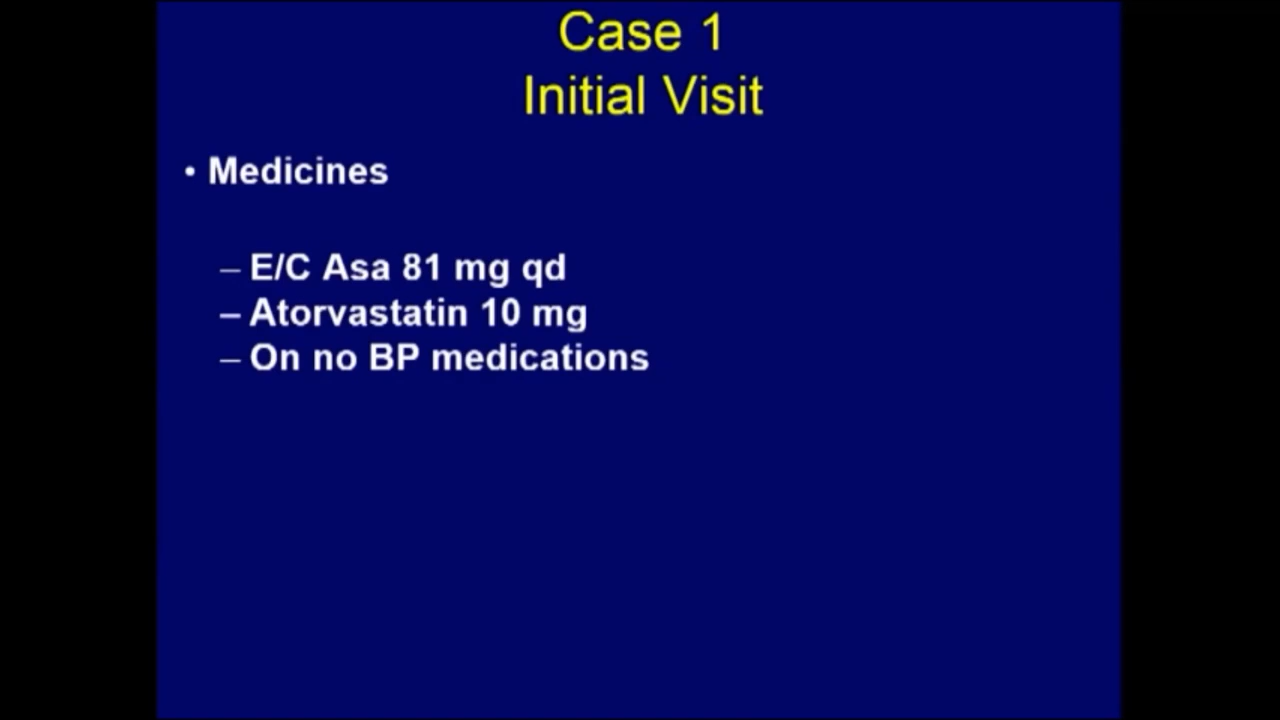 Case 1
Initial Visit
• Medicines
– E/C Asa 81 mg qd
– Atorvastatin 10 mg
– On no BP medications